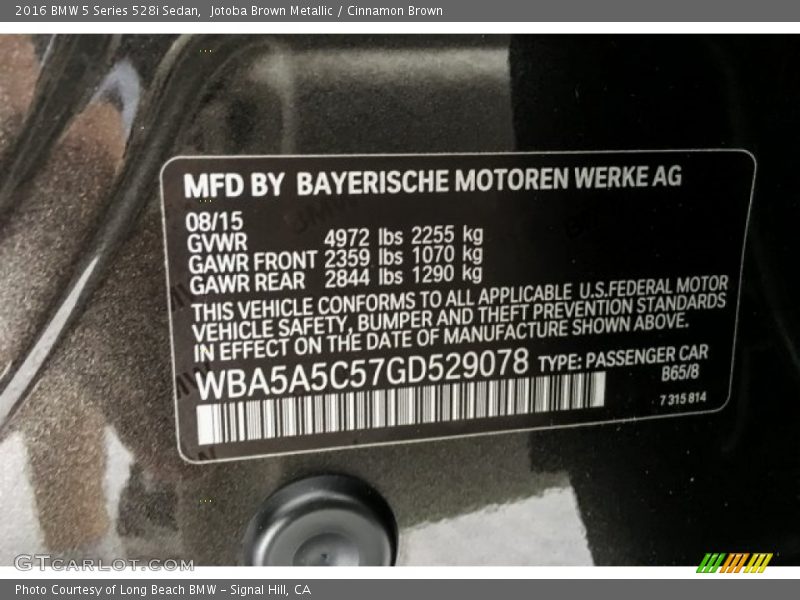 2016 BMW 5 Series 528i Sedan,  Jotoba Brown Metallic / Cinnamon Brown
MFD BY BAYERISCHE MOTOREN WERKE AG
08/15
GVWR 4972 lbs 2255 kg
GAWR FRONT 2359 lbs 1070 kg
GAWR REAR 2844 lbs 1290 kg
THIS VEHICLE CONFORMS TO ALL APPLICABLE U.S.FEDERAL MOTOR
VEHICLE SAFETY, BUMPER AND THEFT PREVENTION STANDARDS
IN EFFECT ON THE DATE OF MANUFACTURE SHOWN ABOVE.
WBA5A5C57GD529078 TYPE: PASSENGER CAR
B65/8
7 315 814
GTCARLOT.COM
Photo Courtesy of Long Beach BMW - Signal Hill, CA